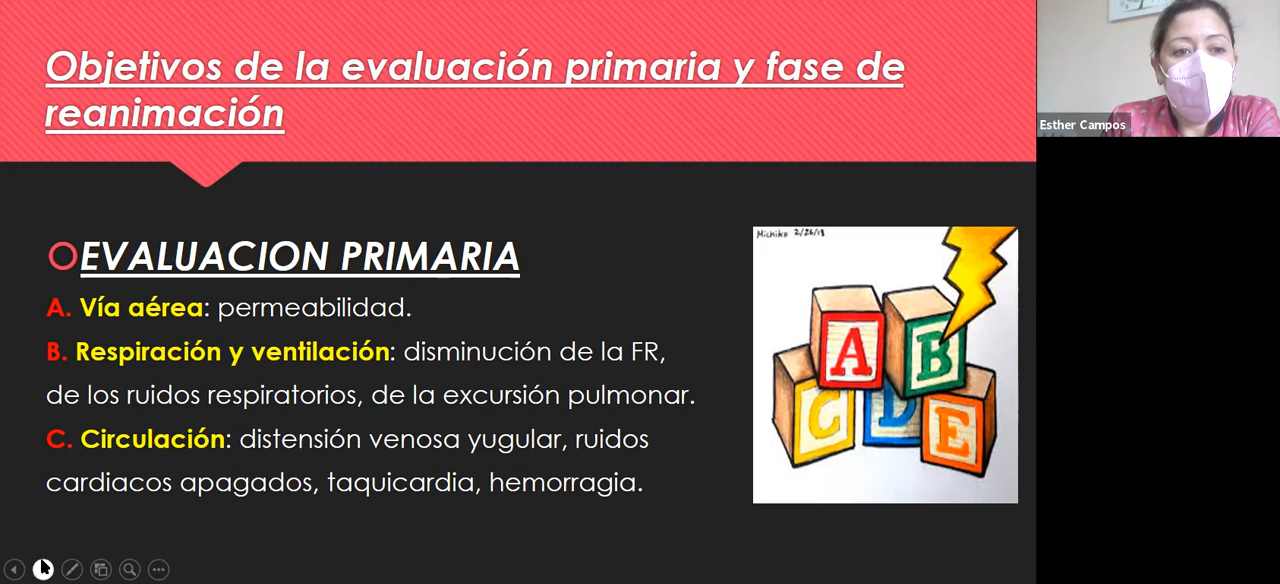 Objetivos de la evaluación primaria y fase de
reanimación
EVALUACION PRIMARIA
A. Vía aérea: permeabilidad.
B. Respiración y ventilación: disminución de la FR,
de los ruidos respiratorios, de la excursión pulmonar.
C. Circulación: distensión venosa yugular, ruidos
cardiacos apagados, taquicardia, hemorragia.
Michiko 2/26/18
A B
C D E
Esther Campos